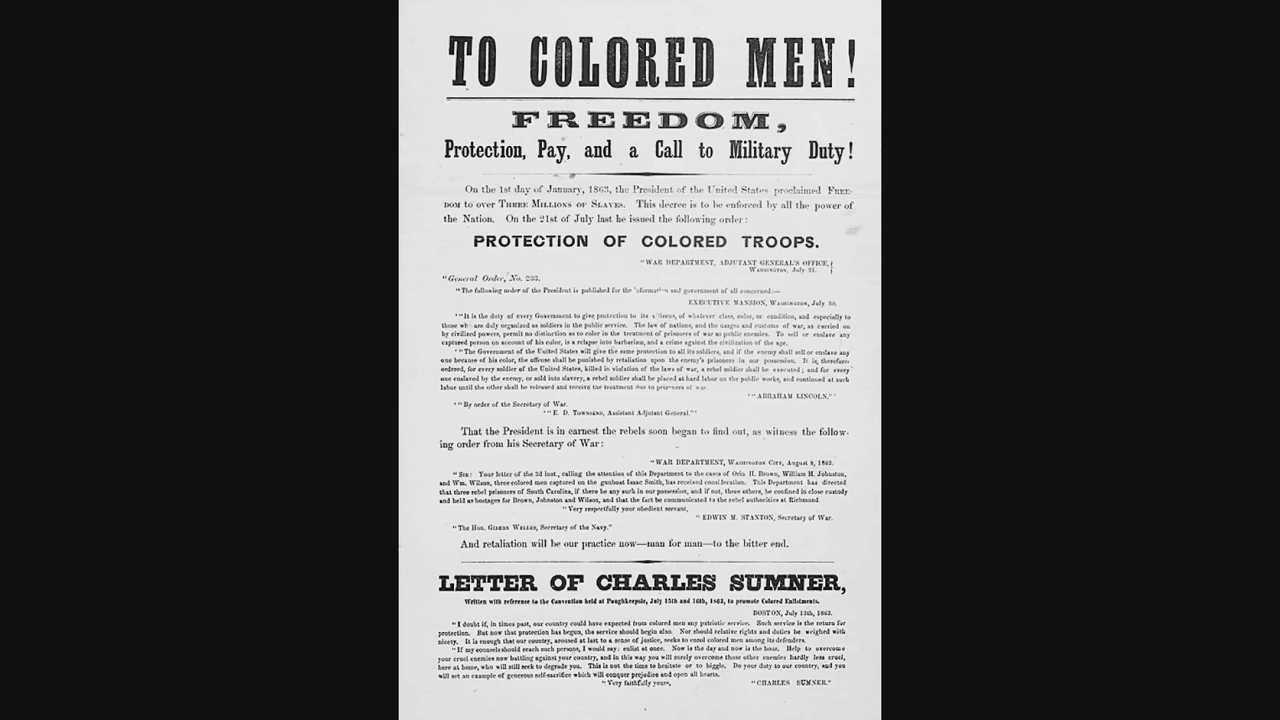 TO COLORED MEN!
FREEDOM,
Protection, Pay, and a Call to Military Duty!
On the 1st day of January, 1863, the President of the United States proclaimed FREE-
DOM to over THREE MILLIONS OF SLAVES. This decree is to be enforced by all the power of
the Nation. On the 21st of July last he issued the following order:
PROTECTION OF COLORED TROOPS.
"WAR DEPARTMENT, ADJUTANT GENERAL'S OFFICE,
WASHINGTON, July 21.
"General Order, No. 233.
"The following order of the President is published for the information and government of all concerned:—
EXECUTIVE MANSION, WASHINGTON, July 30.
"'It is the duty of every Government to give protection to its citizens, of whatever class, color, or condition, and especially to
those who are duly organized as soldiers in the public service. The law of nations, and the usages and customs of war, as carried on
by civilized powers, permit no distinction as to color in the treatment of prisoners of war as public enemies. To sell or enslave any
captured person on account of his color, is a relapse into barbarism, and a crime against the civilization of the age.
"'The Government of the United States will give the same protection to all its soldiers, and if the enemy shall sell or enslave any
one because of his color, the offense shall be punished by retaliation upon the enemy's prisoners in our possession. It is, therefore
ordered, for every soldier of the United States, killed in violation of the laws of war, a rebel soldier shall be executed; and for every
one enslaved by the enemy, or sold into slavery, a rebel soldier shall be placed at hard labor on the public works, and continued at such
labor until the other shall be released and receive the treatment due to prisoners of war.
"'ABRAHAM LINCOLN.'"
"'By order of the Secretary of War.
"'E. D. TOWNSEND, Assistant Adjutant General.'"
That the President is in earnest the rebels soon began to find out, as witness the follow-
ing order from his Secretary of War:
"WAR DEPARTMENT, WASHINGTON CITY, August 8, 1863.
"SIR: Your letter of the 3d inst., calling the attention of this Department to the cases of Orin H. Brown, William H. Johnston,
and Wm. Wilson, three colored men captured on the gunboat Isaac Smith, has received consideration. This Department has directed
that three rebel prisoners of South Carolina, if there be any such in our possession, and if not, three others, be confined in close custody
and held as hostages for Brown, Johnston and Wilson, and that the fact be communicated to the rebel authorities at Richmond.
"Very respectfully your obedient servant,
"EDWIN M. STANTON, Secretary of War.
"The Hon. GIDEON WELLES, Secretary of the Navy."
And retaliation will be our practice now—man for man—to the bitter end.
LETTER OF CHARLES SUMNER,
Written with reference to the Convention held at Poughkeepsie, July 15th and 16th, 1863, to promote Colored Enlistments.
BOSTON, July 13th, 1863.
"I doubt if, in times past, our country could have expected from colored men any patriotic service. Such service is the return for
protection. But now that protection has begun, the service should begin also. Nor should relative rights and duties be weighed with
nicety. It is enough that our country, aroused at last to a sense of justice, seeks to enrol colored men among its defenders.
"If my counsels should reach such persons, I would say: enlist at once. Now is the day and now is the hour. Help to overcome
your cruel enemies now battling against your country, and in this way you will surely overcome those other enemies hardly less cruel,
here at home, who will still seek to degrade you. This is not the time to hesitate or to higgle. Do your duty to our country, and you
will set an example of generous self-sacrifice which will conquer prejudice and open all hearts.
"Very faithfully yours,
"CHARLES SUMNER."